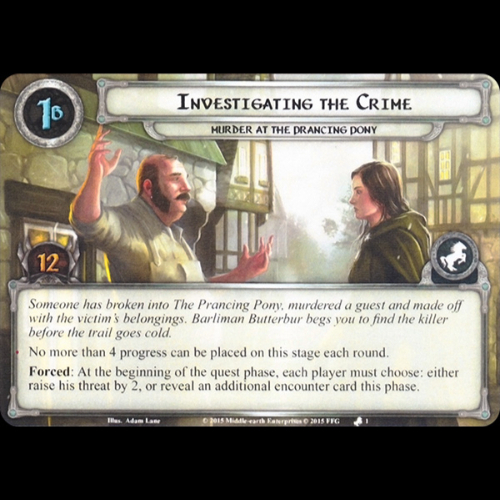 1B
INVESTIGATING THE CRIME
MURDER AT THE PRANCING PONY
12
Someone has broken into The Prancing Pony, murdered a guest and made off
with the victim's belongings. Barliman Butterbur begs you to find the killer
before the trail goes cold.
No more than 4 progress can be placed on this stage each round.
Forced: At the beginning of the quest phase, each player must choose: either
raise his threat by 2, or reveal an additional encounter card this phase.
Illus. Adam Lane © 2015 Middle-earth Enterprises © 2015 FFG 1